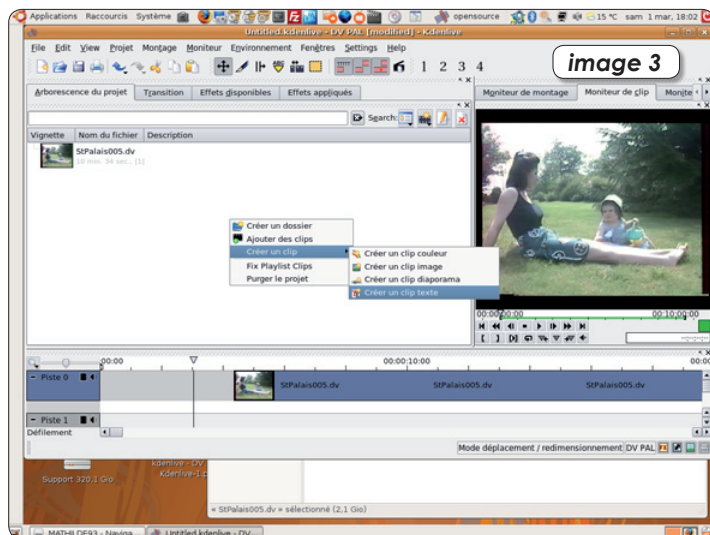 Applications Raccourcis Système opensource 15 °C sam 1 mar, 18:02
Untitled.kdenlive - DV PAL [modified] - Kdenlive
File Edit View Projet Montage Moniteur Environnement Fenêtres Settings Help
1 2 3 4
image 3
Arborescence du projet Transition Effets disponibles Effets appliqués Moniteur de montage Moniteur de clip
Search:
Vignette Nom du fichier Description
StPalais005.dv
10 min. 34 sec., [1]
Créer un dossier
Ajouter des clips
Créer un clip
Fix Playlist Clips
Purger le projet
Créer un clip couleur
Créer un clip image
Créer un clip diaporama
Créer un clip texte
00:10:00:00
00:00 00:00:10:00
Piste 0 StPalais005.dv StPalais005.dv StPalais005.dv
Piste 1
Défilement
Mode déplacement / redimensionnement DV PAL
Support 320.1 Gio
« StPalais005.dv » sélectionné (2,1 Gio)
MATHILDE93 - Naviga... Untitled.kdenlive - DV...